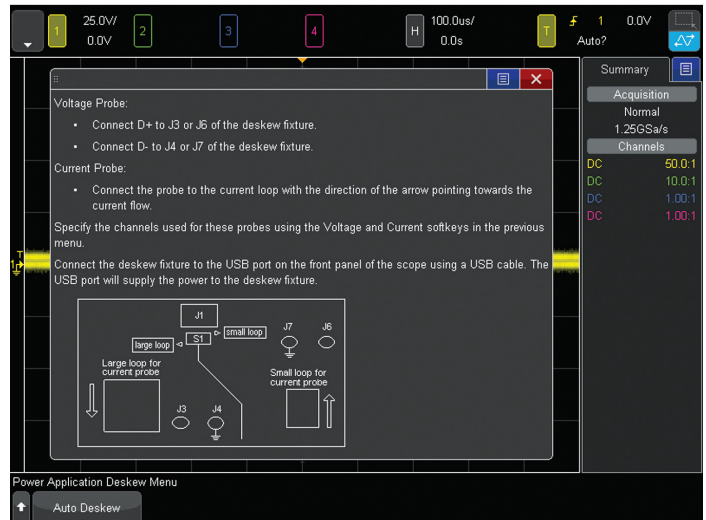 1 25.0V/ 2 3 4 H 100.0us/ T 1 0.0V
0.0V 0.0s Auto?
Summary
Acquisition
Normal
1.25GSa/s
Channels
DC 50.0:1
DC 10.0:1
DC 1.00:1
DC 1.00:1
Voltage Probe:
• Connect D+ to J3 or J6 of the deskew fixture.
• Connect D- to J4 or J7 of the deskew fixture.
Current Probe:
• Connect the probe to the current loop with the direction of the arrow pointing towards the
current flow.
Specify the channels used for these probes using the Voltage and Current softkeys in the previous
menu.
Connect the deskew fixture to the USB port on the front panel of the scope using a USB cable. The
USB port will supply the power to the deskew fixture.
T
1
J1
large loop S1 small loop
J7 J6
Large loop for
current probe
Small loop for
current probe
J3 J4
Power Application Deskew Menu
Auto Deskew